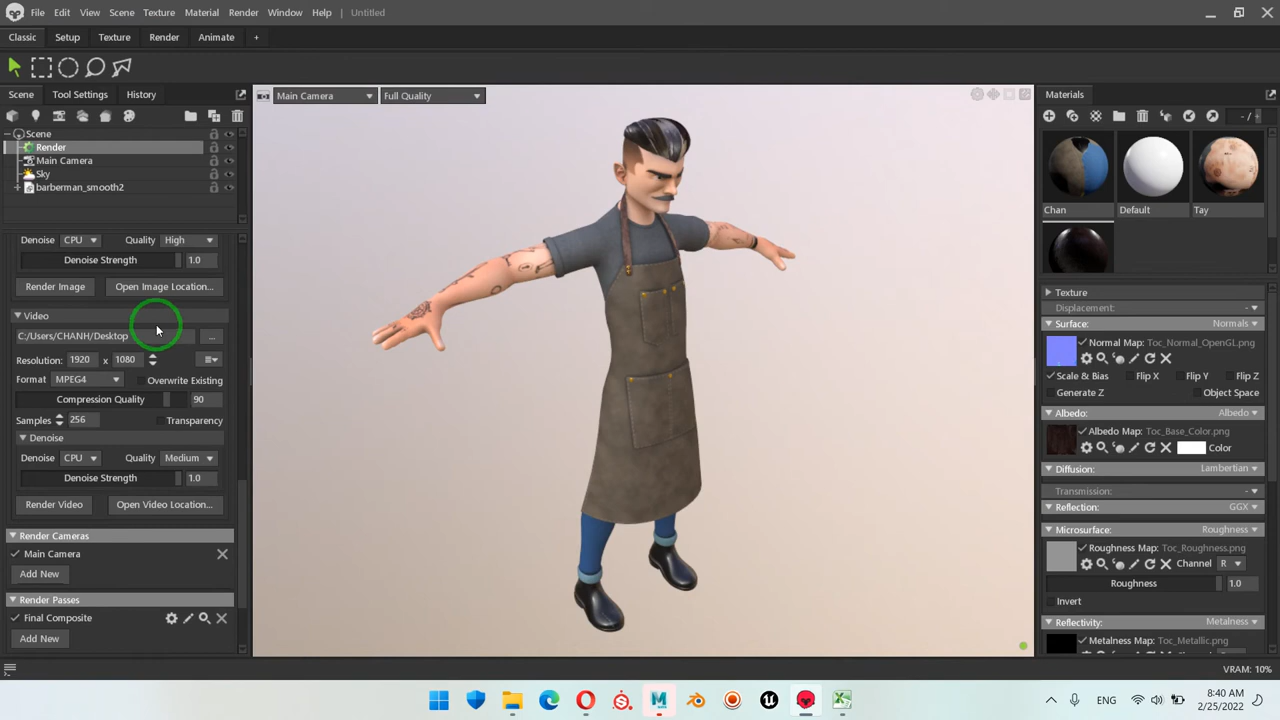 File Edit View Scene Texture Material Render Window Help Untitled
Classic Setup Texture Render Animate +
Scene Tool Settings History
Main Camera Full Quality
Materials
- / +
Scene
Render
Main Camera
Sky
barberman_smooth2
Chan Default Tay
Denoise CPU Quality High
Denoise Strength 1.0
Render Image Open Image Location...
Video
C:/Users/CHANH/Desktop ...
Resolution: 1920 x 1080
Format MPEG4 Overwrite Existing
Compression Quality 90
Samples 256 Transparency
Denoise
Denoise CPU Quality Medium
Denoise Strength 1.0
Render Video Open Video Location...
Render Cameras
Main Camera
Add New
Render Passes
Final Composite
Add New
Texture
Displacement: -
Surface: Normals
Normal Map: Toc_Normal_OpenGL.png
Scale & Bias Flip X Flip Y Flip Z
Generate Z Object Space
Albedo: Albedo
Albedo Map: Toc_Base_Color.png
Color
Diffusion: Lambertian
Transmission: -
Reflection: GGX
Microsurface: Roughness
Roughness Map: Toc_Roughness.png
Channel R
Roughness 1.0
Invert
Reflectivity: Metalness
Metalness Map: Toc_Metallic.png
VRAM: 10%
ENG
8:40 AM
2/25/2022